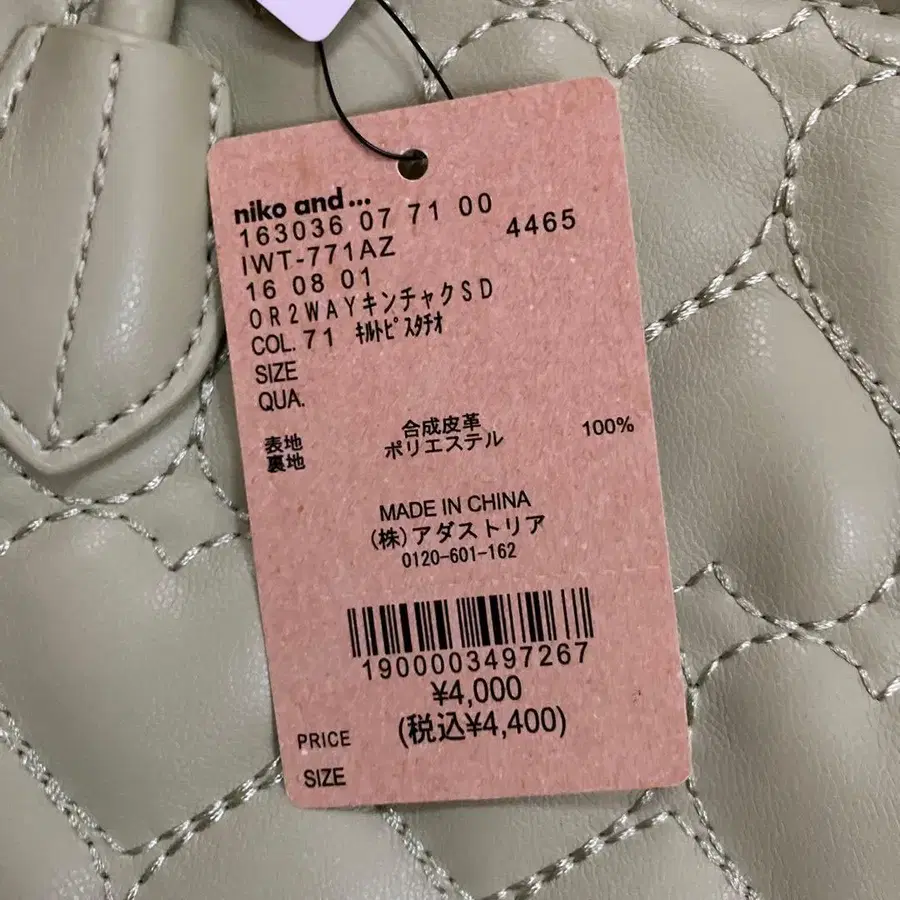 niko and...
163036 07 71 00
4465
IWT-771AZ
16 08 01
OR2WAYキンチャクSD
COL. 71 ｷﾙﾄﾋﾟｽﾀﾁｵ
SIZE
QUA.
表地 合成皮革
裏地 ポリエステル 100%
MADE IN CHINA
(株)アダストリア
0120-601-162
1900003497267
¥4,000
PRICE (税込¥4,400)
SIZE